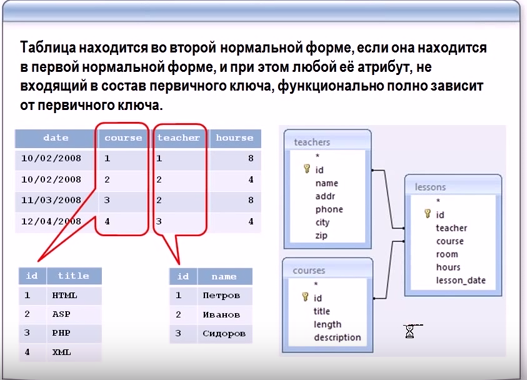 Таблица находится во второй нормальной форме, если она находится
в первой нормальной форме, и при этом любой её атрибут, не
входящий в состав первичного ключа, функционально полно зависит
от первичного ключа.
date course teacher hourse
10/02/2008 1 1 8
10/02/2008 2 2 4
11/03/2008 3 2 8
12/04/2008 4 3 4
id title
1 HTML
2 ASP
3 PHP
4 XML
id name
1 Петров
2 Иванов
3 Сидоров
teachers
*
id
name
addr
phone
city
zip
courses
*
id
title
length
description
lessons
*
id
teacher
course
room
hours
lesson_date